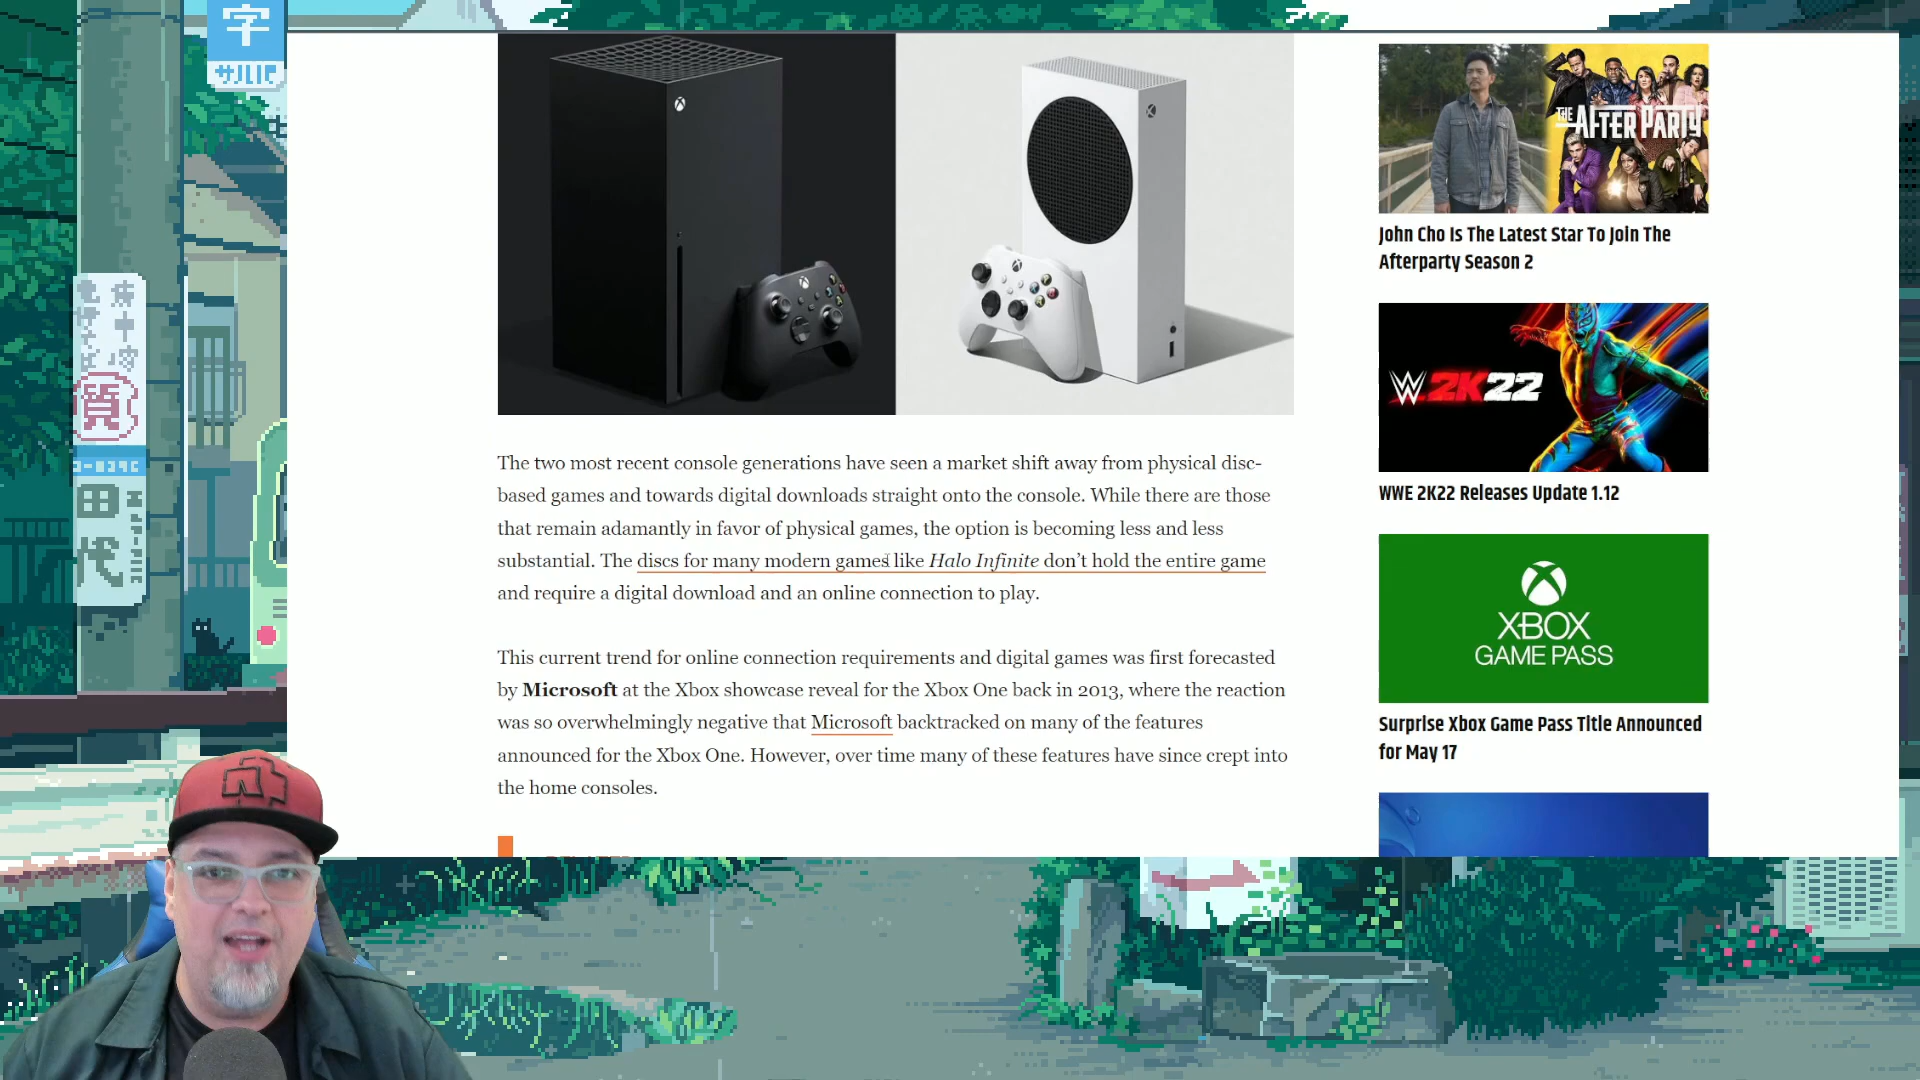 字
サルパ
質
田
代
THE
AFTER PARTY
John Cho Is The Latest Star To Join The
Afterparty Season 2
W 2K22
WWE 2K22 Releases Update 1.12
XBOX
GAME PASS
Surprise Xbox Game Pass Title Announced
for May 17
The two most recent console generations have seen a market shift away from physical disc-
based games and towards digital downloads straight onto the console. While there are those
that remain adamantly in favor of physical games, the option is becoming less and less
substantial. The discs for many modern games like Halo Infinite don’t hold the entire game
and require a digital download and an online connection to play.
This current trend for online connection requirements and digital games was first forecasted
by Microsoft at the Xbox showcase reveal for the Xbox One back in 2013, where the reaction
was so overwhelmingly negative that Microsoft backtracked on many of the features
announced for the Xbox One. However, over time many of these features have since crept into
the home consoles.